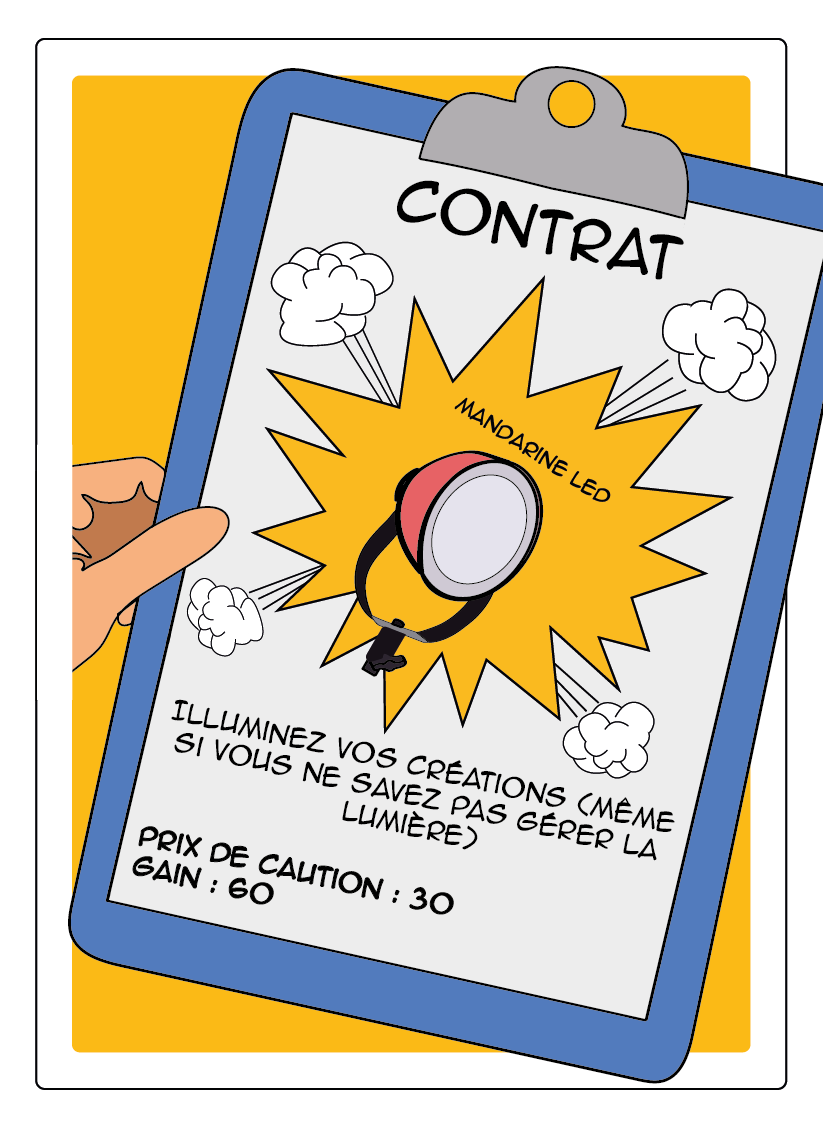 CONTRAT
MANDARINE LED
ILLUMINEZ VOS CRÉATIONS (MÊME
SI VOUS NE SAVEZ PAS GÉRER LA
LUMIÈRE)
PRIX DE CAUTION : 30
GAIN : 60